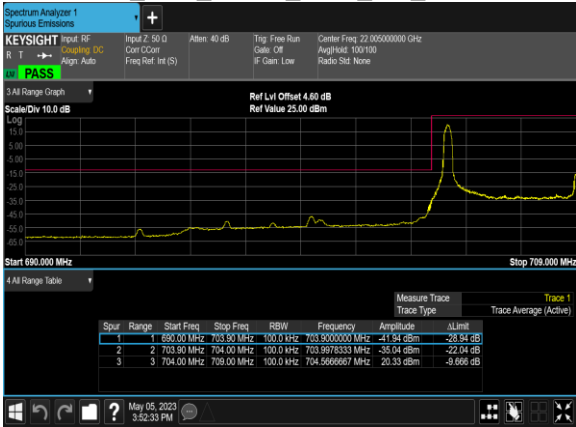 Spectrum Analyzer 1
Spurious Emissions
KEYSIGHT Input: RF
R T Coupling: DC
Align: Auto
Input Z: 50 Ω
Corr CCorr
Freq Ref: Int (S)
Atten: 40 dB
Trig: Free Run
Gate: Off
IF Gain: Low
Center Freq: 22.005000000 GHz
Avg|Hold: 100/100
Radio Std: None
PASS
3 All Range Graph
Scale/Div 10.0 dB
Ref Lvl Offset 4.60 dB
Ref Value 25.00 dBm
Log
15.0
5.00
-5.00
-15.0
-25.0
-35.0
-45.0
-55.0
-65.0
Start 690.000 MHz
Stop 709.000 MHz
4 All Range Table
Measure Trace Trace 1
Trace Type Trace Average (Active)
Spur Range Start Freq Stop Freq RBW Frequency Amplitude ΔLimit
1 1 690.00 MHz 703.90 MHz 100.0 kHz 703.9000000 MHz -41.94 dBm -28.94 dB
2 2 703.90 MHz 704.00 MHz 100.0 kHz 703.9978333 MHz -35.04 dBm -22.04 dB
3 3 704.00 MHz 709.00 MHz 100.0 kHz 704.5666667 MHz 20.33 dBm -9.666 dB
May 05, 2023
3:52:33 PM